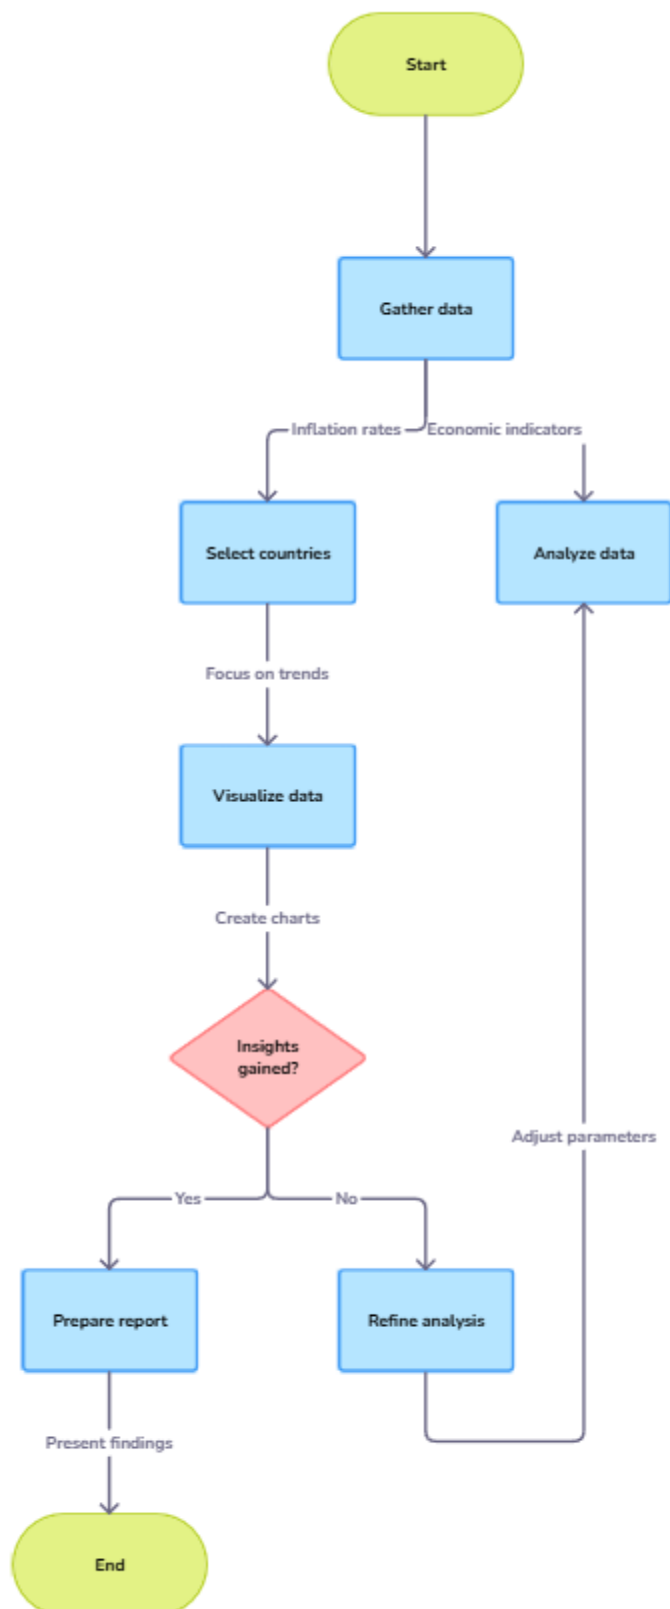 Start
Gather data
Inflation rates
Economic indicators
Select countries
Analyze data
Focus on trends
Visualize data
Create charts
Insights
gained?
Adjust parameters
Yes
No
Prepare report
Refine analysis
Present findings
End